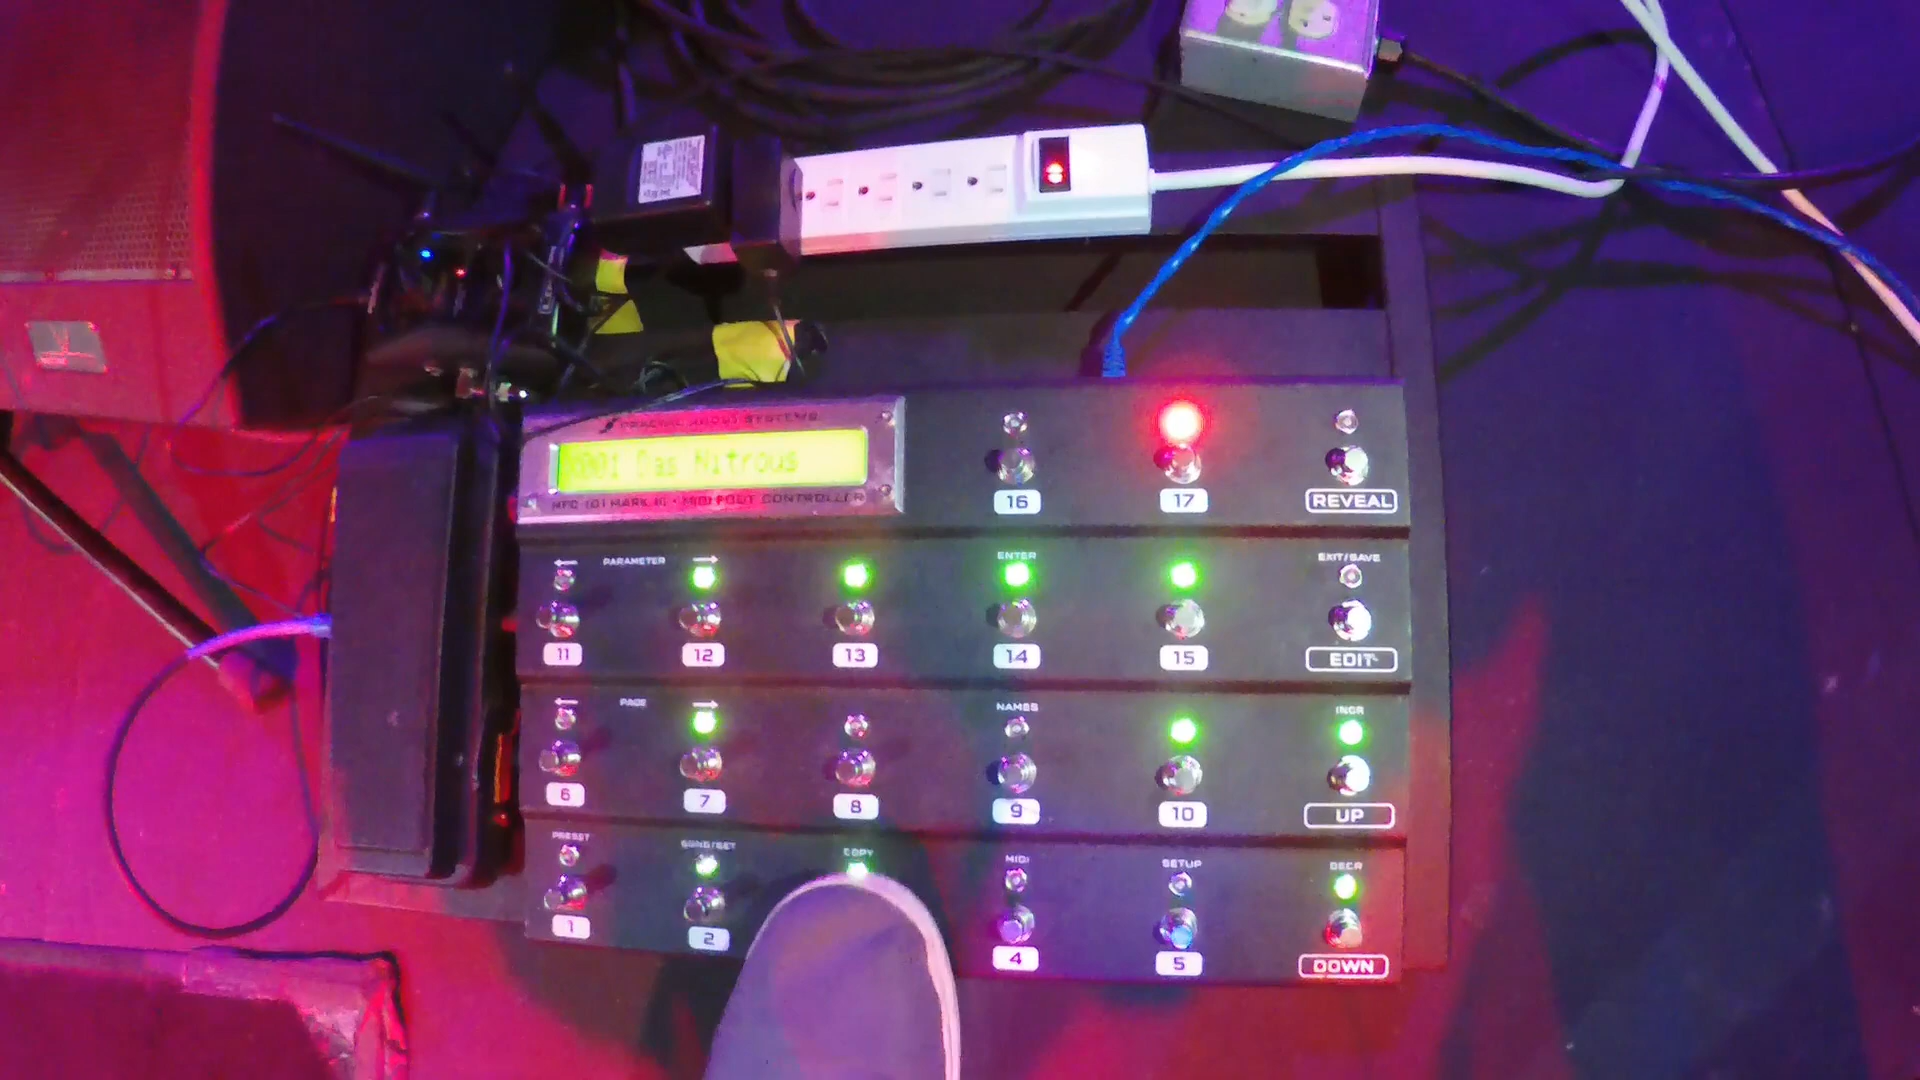 FRACTAL AUDIO SYSTEMS
001 Das Nitrous
MFC 101 MARK III • MIDI FOOT CONTROLLER
16 17 REVEAL
← PARAMETER → ENTER EXIT/SAVE
11 12 13 14 15 EDIT
← PAGE → NAMES INCR
6 7 8 9 10 UP
PRESET SONG/SET COPY MIDI SETUP DECR
1 2 4 5 DOWN